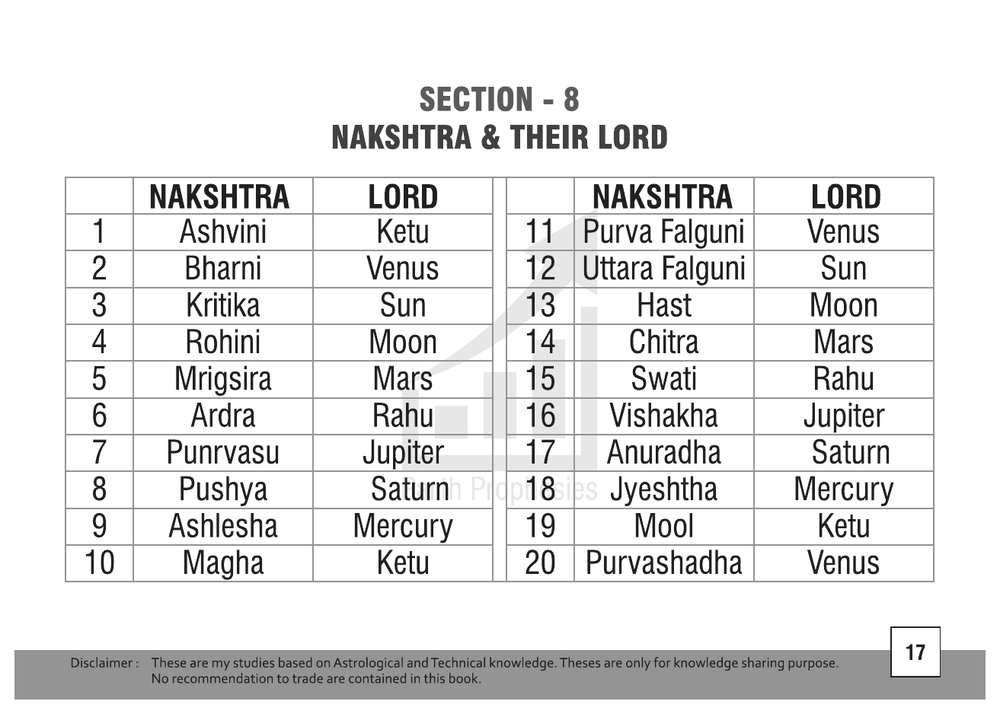 SECTION - 8
NAKSHTRA & THEIR LORD
NAKSHTRA LORD NAKSHTRA LORD
1 Ashvini Ketu 11 Purva Falguni Venus
2 Bharni Venus 12 Uttara Falguni Sun
3 Kritika Sun 13 Hast Moon
4 Rohini Moon 14 Chitra Mars
5 Mrigsira Mars 15 Swati Rahu
6 Ardra Rahu 16 Vishakha Jupiter
7 Punrvasu Jupiter 17 Anuradha Saturn
8 Pushya Saturn 18 Jyeshtha Mercury
9 Ashlesha Mercury 19 Mool Ketu
10 Magha Ketu 20 Purvashadha Venus
Disclaimer : These are my studies based on Astrological and Technical knowledge. Theses are only for knowledge sharing purpose.
No recommendation to trade are contained in this book.
17